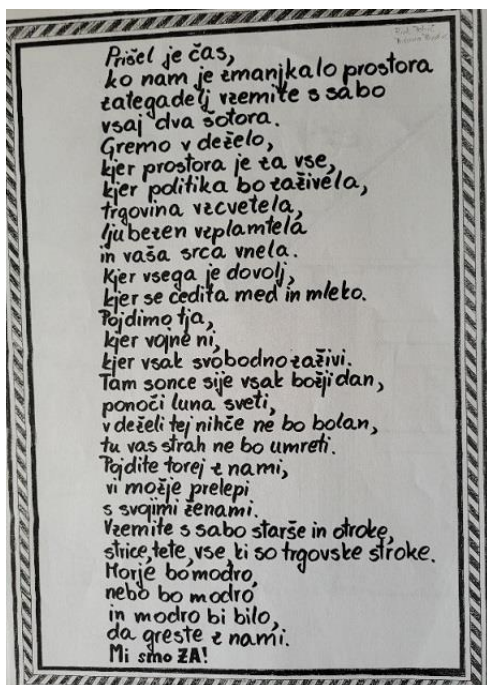 Prišel je čas,
ko nam je zmanjkalo prostora
zategadelj vzemite s sabo
vsaj dva šotora.
Gremo v deželo,
kjer prostora je za vse,
kjer politika bo zaživela,
trgovina vzcvetela,
ljubezen vzplamtela
in vaša srca vnela.
Kjer vsega je dovolj,
kjer se cedita med in mleko.
Pojdimo tja,
kjer vojne ni,
kjer vsak svobodno zaživi.
Tam sonce sije vsak božji dan,
ponoči luna sveti,
v deželi tej nihče ne bo bolan,
tu vas strah ne bo umreti.
Pojdite torej z nami,
vi možje prelepi
s svojimi ženami.
Vzemite s sabo starše in otroke,
strice, tete, vse ki so trgovske stroke.
Morje bo modro,
nebo bo modro
in modro bi bilo,
da greste z nami.
Mi smo ZA!